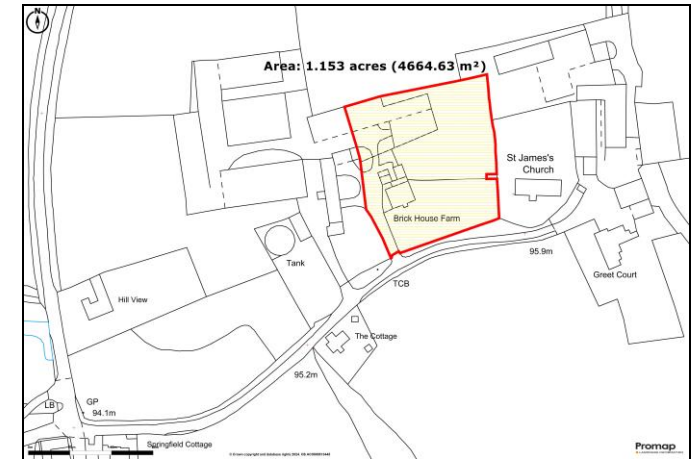 N
Area: 1.153 acres (4664.63 m²)
St James's
Church
Brick House Farm
95.9m
Greet Court
Tank
TCB
Hill View
The Cottage
95.2m
LB
GP
94.1m
Springfield Cottage
Promap